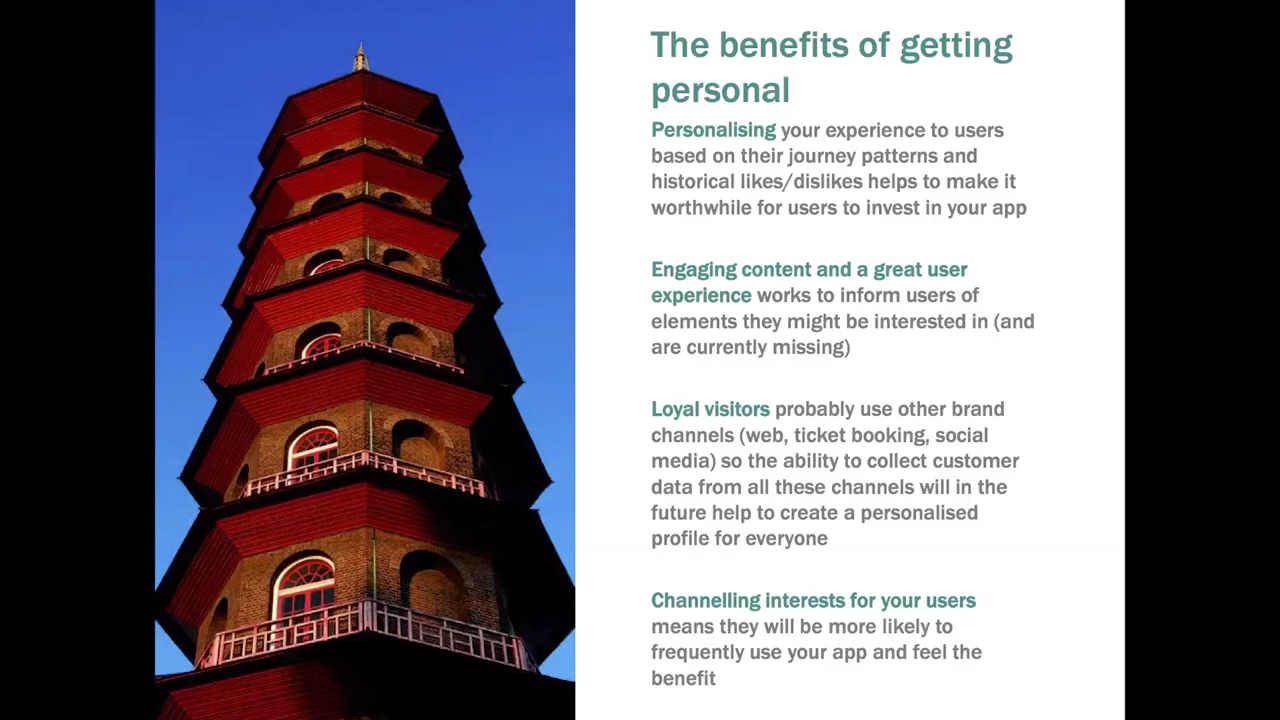 The benefits of getting
personal
Personalising your experience to users
based on their journey patterns and
historical likes/dislikes helps to make it
worthwhile for users to invest in your app
Engaging content and a great user
experience works to inform users of
elements they might be interested in (and
are currently missing)
Loyal visitors probably use other brand
channels (web, ticket booking, social
media) so the ability to collect customer
data from all these channels will in the
future help to create a personalised
profile for everyone
Channelling interests for your users
means they will be more likely to
frequently use your app and feel the
benefit